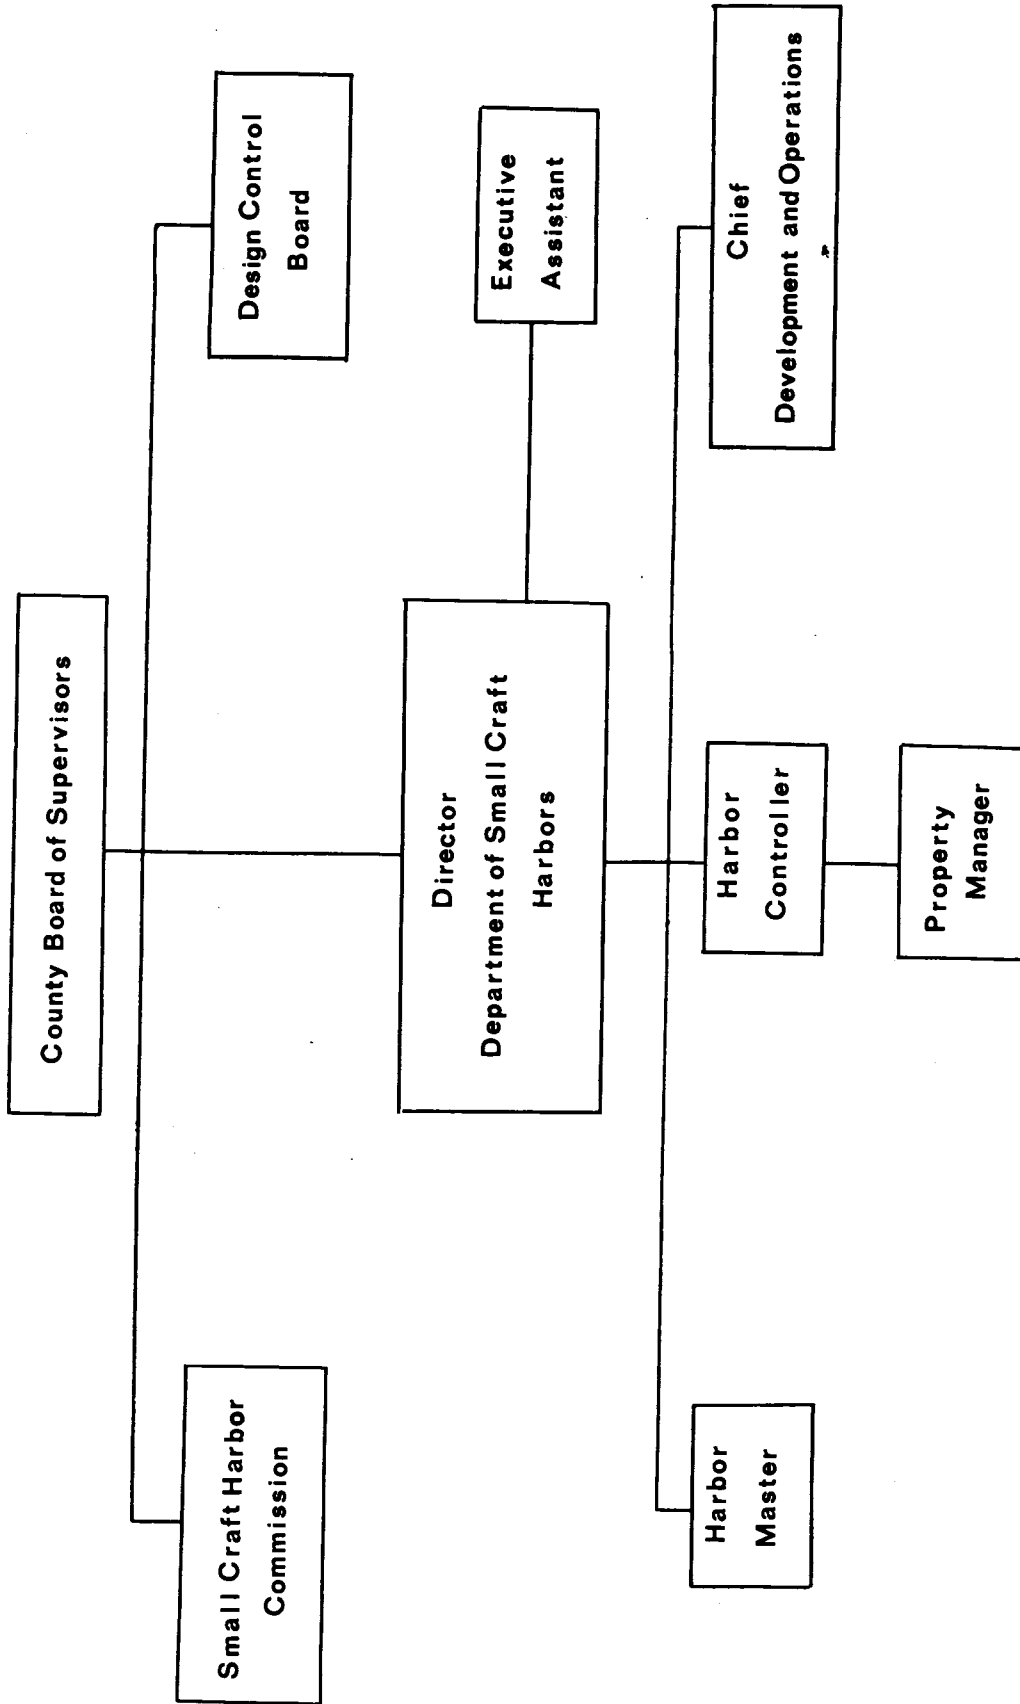 County Board of Supervisors
Small Craft Harbor
Commission
Design Control
Board
Director
Department of Small Craft
Harbors
Executive
Assistant
Harbor
Master
Harbor
Controller
Chief
Development and Operations
Property
Manager